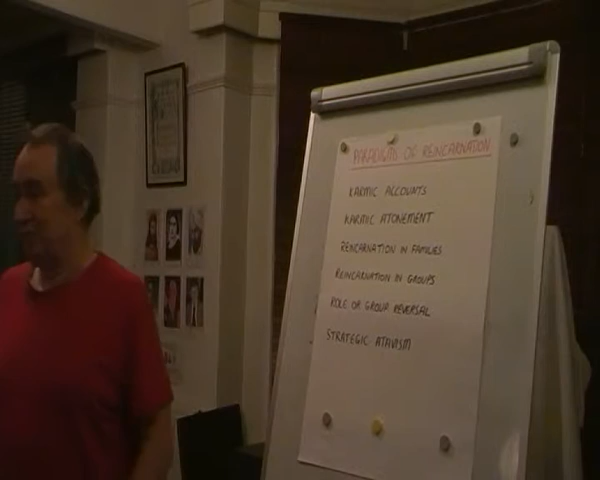 PARADIGMS OF REINCARNATION
KARMIC ACCOUNTS
KARMIC ATONEMENT
REINCARNATION IN FAMILIES
REINCARNATION IN GROUPS
ROLE OR GROUP REVERSAL
STRATEGIC ATAVISM